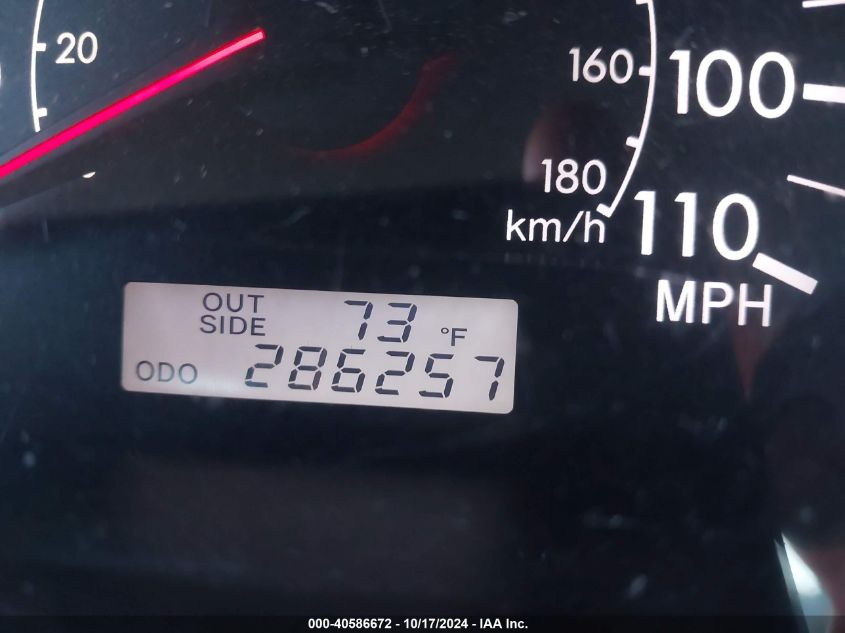 20
160
100
180
km/h
110
MPH
OUT
SIDE
73 °F
ODO 286257
000-40586672 - 10/17/2024 - IAA Inc.